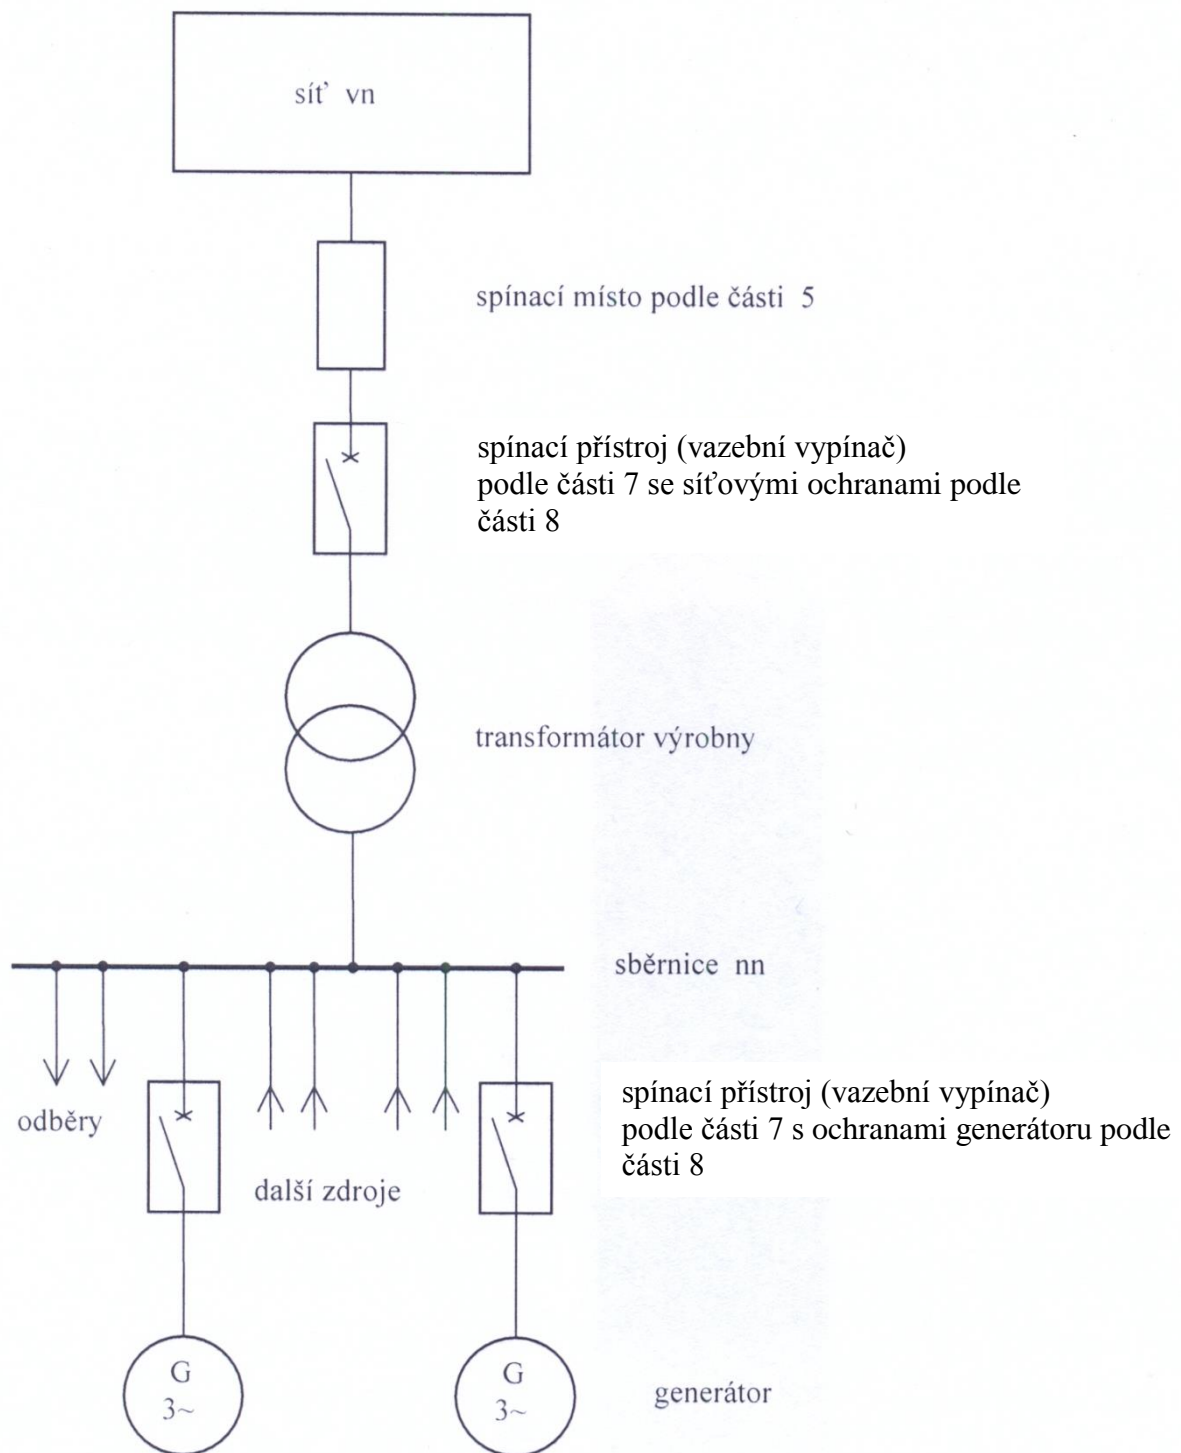 síť vn
spínací místo podle části 5
spínací přístroj (vazební vypínač)
podle části 7 se síťovými ochranami podle
části 8
transformátor výrobny
sběrnice nn
odběry
další zdroje
spínací přístroj (vazební vypínač)
podle části 7 s ochranami generátoru podle
části 8
G
3~
G
3~
generátor